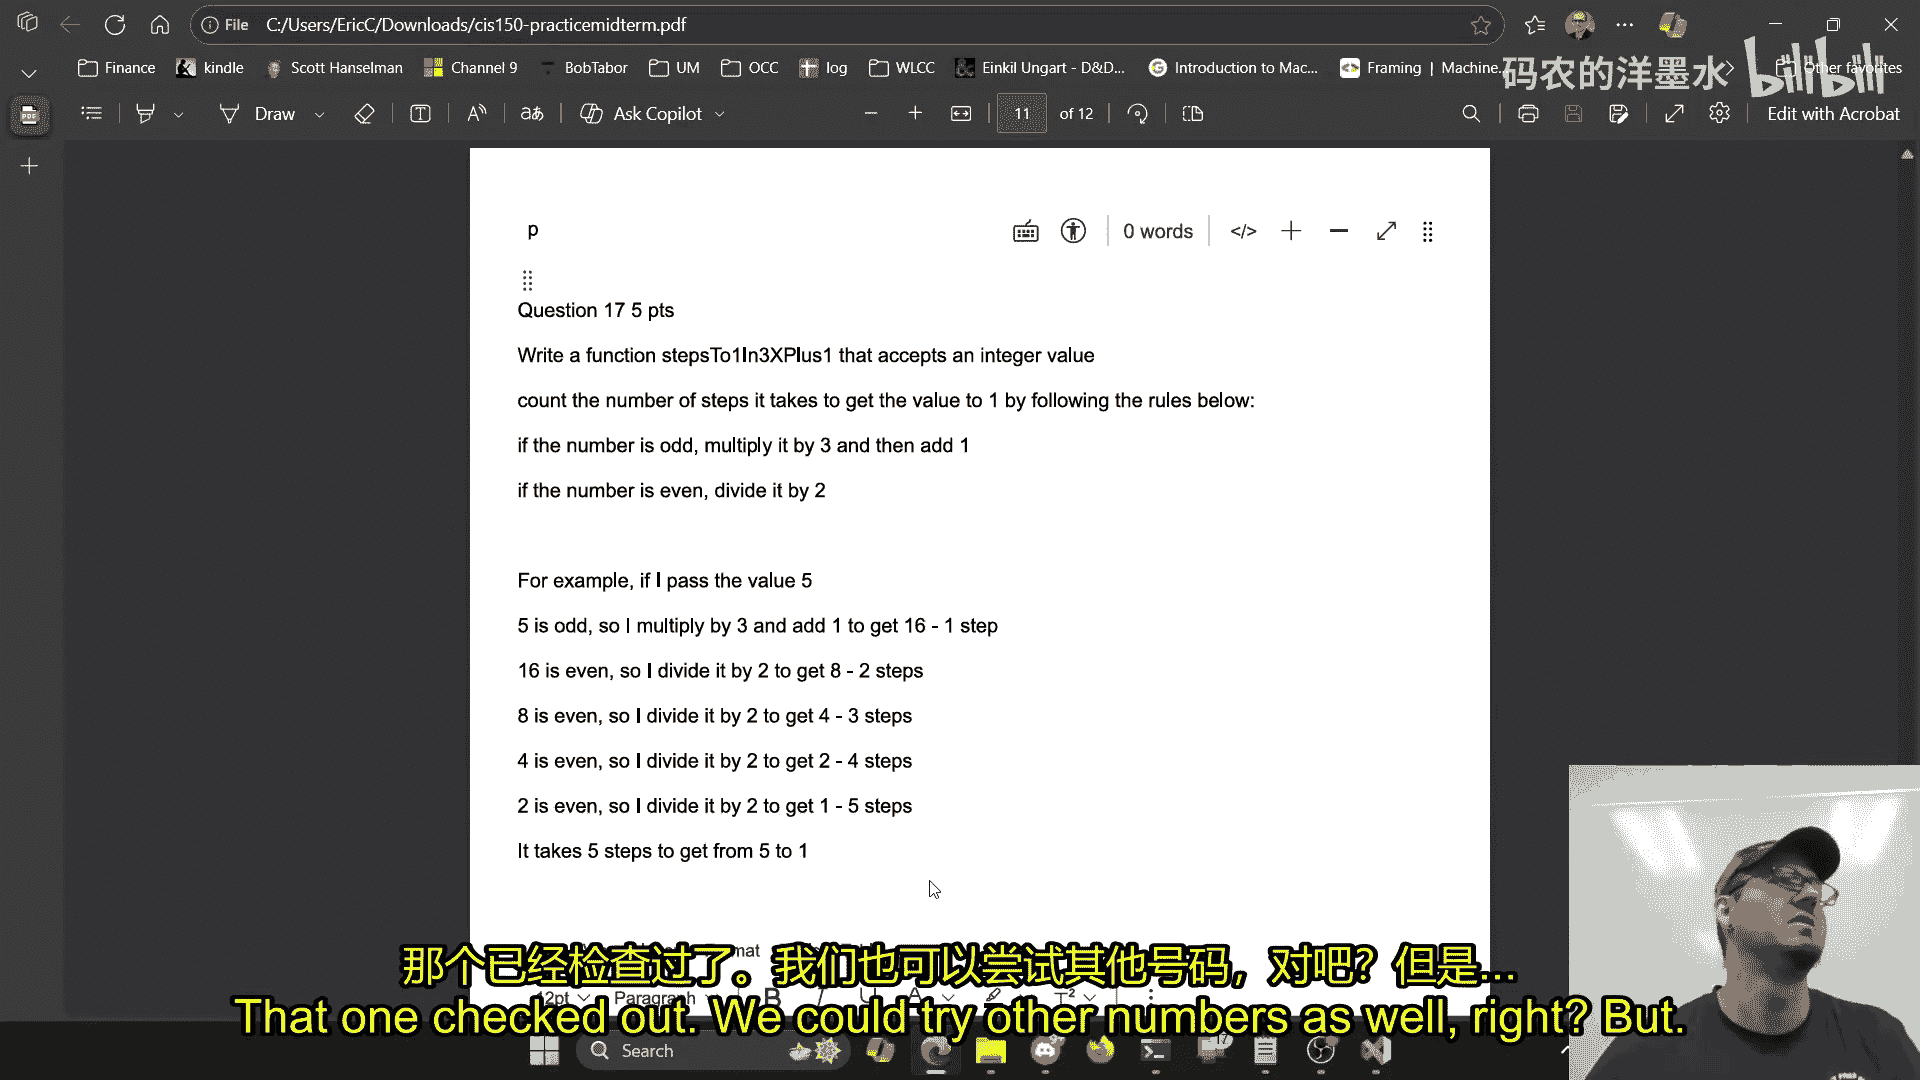 File C:/Users/EricC/Downloads/cis150-practicemidterm.pdf
Finance kindle Scott Hanselman Channel 9 BobTabor UM OCC log WLCC Einkil Ungart - D&D... Introduction to Mac... Framing | Machine... Other favorites
码农的洋墨水 bilibili
Draw Ask Copilot 11 of 12 Edit with Acrobat
p
0 words
Question 17 5 pts
Write a function stepsTo1In3XPlus1 that accepts an integer value
count the number of steps it takes to get the value to 1 by following the rules below:
if the number is odd, multiply it by 3 and then add 1
if the number is even, divide it by 2
For example, if I pass the value 5
5 is odd, so I multiply by 3 and add 1 to get 16 - 1 step
16 is even, so I divide it by 2 to get 8 - 2 steps
8 is even, so I divide it by 2 to get 4 - 3 steps
4 is even, so I divide it by 2 to get 2 - 4 steps
2 is even, so I divide it by 2 to get 1 - 5 steps
It takes 5 steps to get from 5 to 1
那个已经检查过了。我们也可以尝试其他号码，对吧？但是...
12pt Paragraph
That one checked out. We could try other numbers as well, right? But.
Search
17